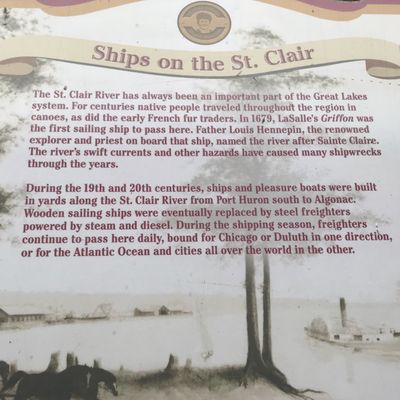 Ships on the St. Clair
The St. Clair River has always been an important part of the Great Lakes
system. For centuries native people traveled throughout the region in
canoes, as did the early French fur traders. In 1679, LaSalle's Griffon was
the first sailing ship to pass here. Father Louis Hennepin, the renowned
explorer and priest on board that ship, named the river after Sainte Claire.
The river's swift currents and other hazards have caused many shipwrecks
through the years.
During the 19th and 20th centuries, ships and pleasure boats were built
in yards along the St. Clair River from Port Huron south to Algonac.
Wooden sailing ships were eventually replaced by steel freighters
powered by steam and diesel. During the shipping season, freighters
continue to pass here daily, bound for Chicago or Duluth in one direction,
or for the Atlantic Ocean and cities all over the world in the other.